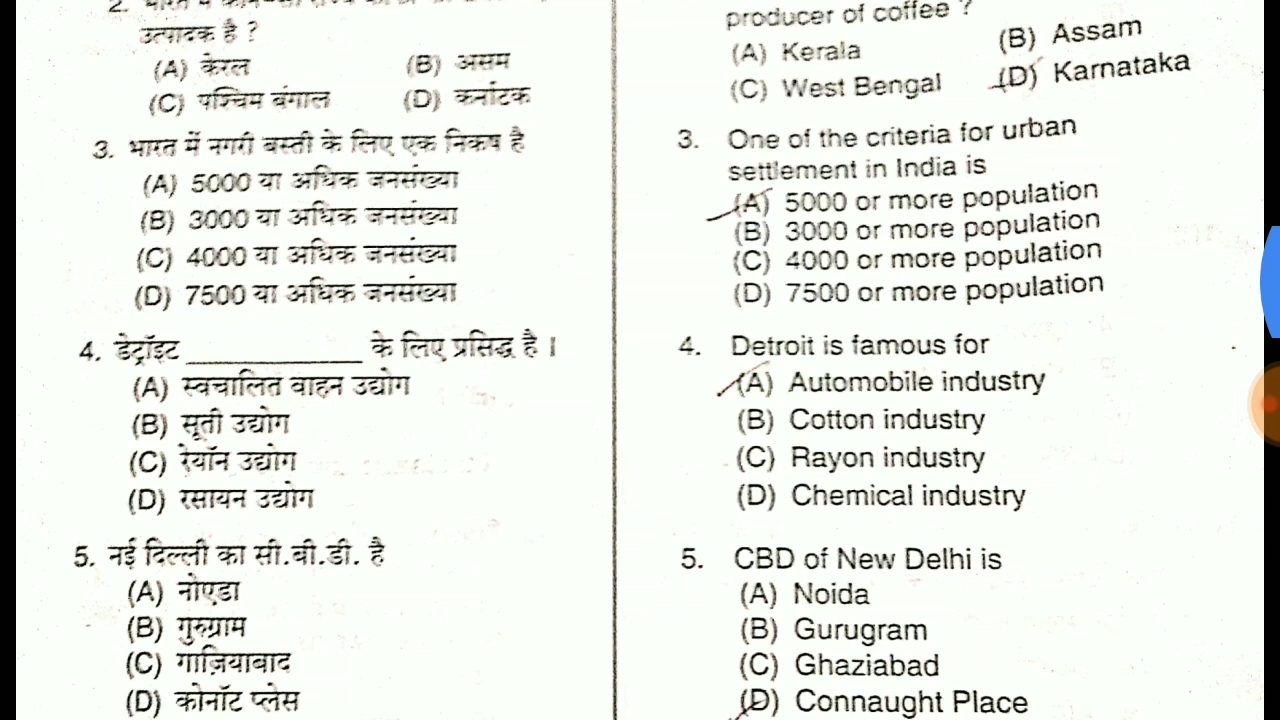 उत्पादक है ?
(A) केरल (B) असम
(C) पश्चिम बंगाल (D) कर्नाटक
3. भारत में नगरी बस्ती के लिए एक निकष है
(A) 5000 या अधिक जनसंख्या
(B) 3000 या अधिक जनसंख्या
(C) 4000 या अधिक जनसंख्या
(D) 7500 या अधिक जनसंख्या
4. डेट्रॉइट ____________ के लिए प्रसिद्ध है ।
(A) स्वचालित वाहन उद्योग
(B) सूती उद्योग
(C) रेयॉन उद्योग
(D) रसायन उद्योग
5. नई दिल्ली का सी.बी.डी. है
(A) नोएडा
(B) गुरुग्राम
(C) गाज़ियाबाद
(D) कोनॉट प्लेस
producer of coffee ?
(A) Kerala (B) Assam
(C) West Bengal (D) Karnataka
3. One of the criteria for urban
settlement in India is
(A) 5000 or more population
(B) 3000 or more population
(C) 4000 or more population
(D) 7500 or more population
4. Detroit is famous for
(A) Automobile industry
(B) Cotton industry
(C) Rayon industry
(D) Chemical industry
5. CBD of New Delhi is
(A) Noida
(B) Gurugram
(C) Ghaziabad
(D) Connaught Place